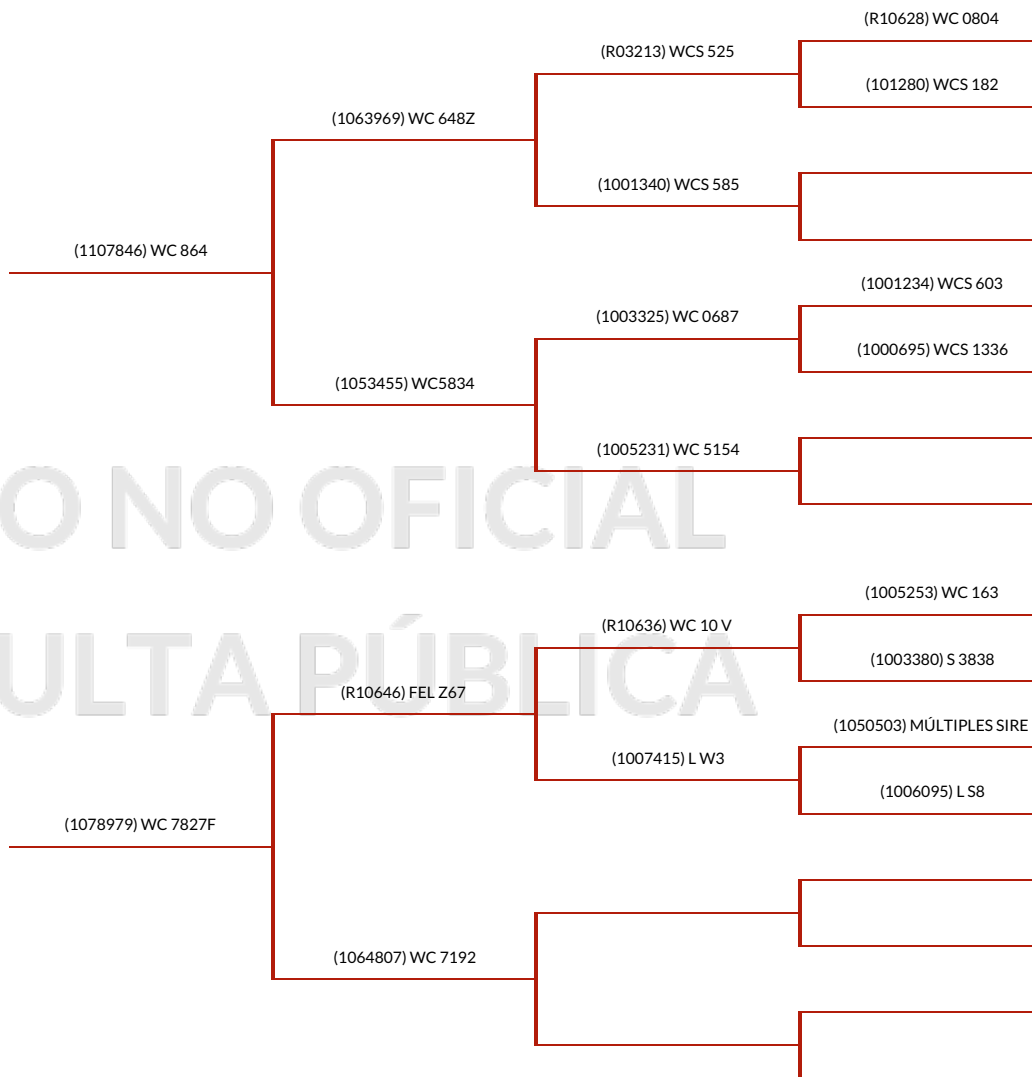 (R10628) WC 0804
(R03213) WCS 525
(101280) WCS 182
(1063969) WC 648Z
(1001340) WCS 585
(1107846) WC 864
(1001234) WCS 603
(1003325) WC 0687
(1000695) WCS 1336
(1053455) WC5834
(1005231) WC 5154
O NO OFICIAL
(1005253) WC 163
(R10636) WC 10 V
(1003380) S 3838
ULTA PÚBLICA
(R10646) FEL Z67
(1050503) MÚLTIPLES SIRE
(1007415) L W3
(1006095) L S8
(1078979) WC 7827F
(1064807) WC 7192